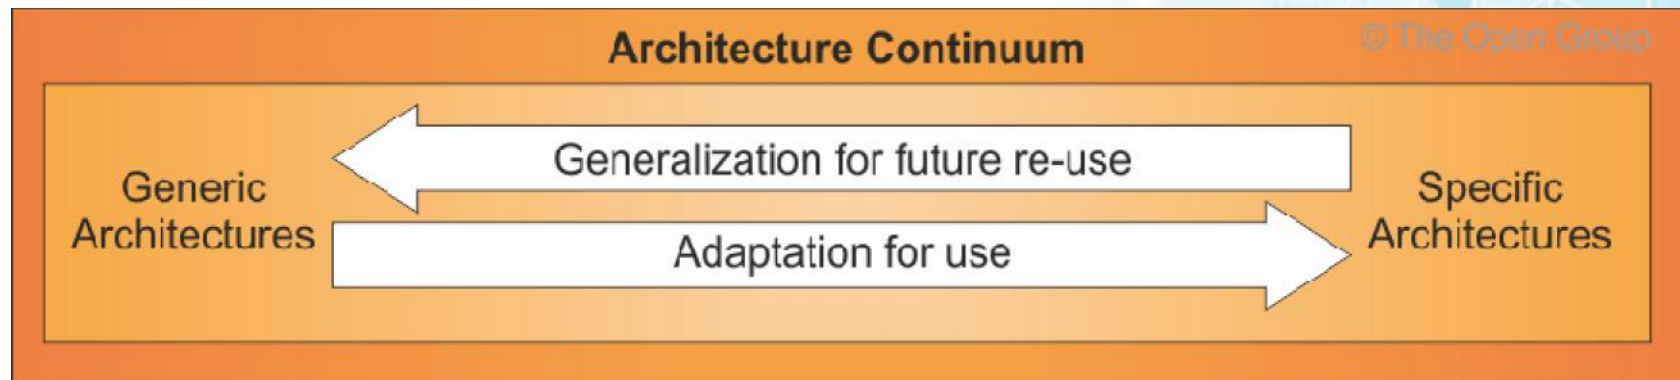 Architecture Continuum
© The Open Group
Generalization for future re-use
Generic
Architectures
Specific
Architectures
Adaptation for use